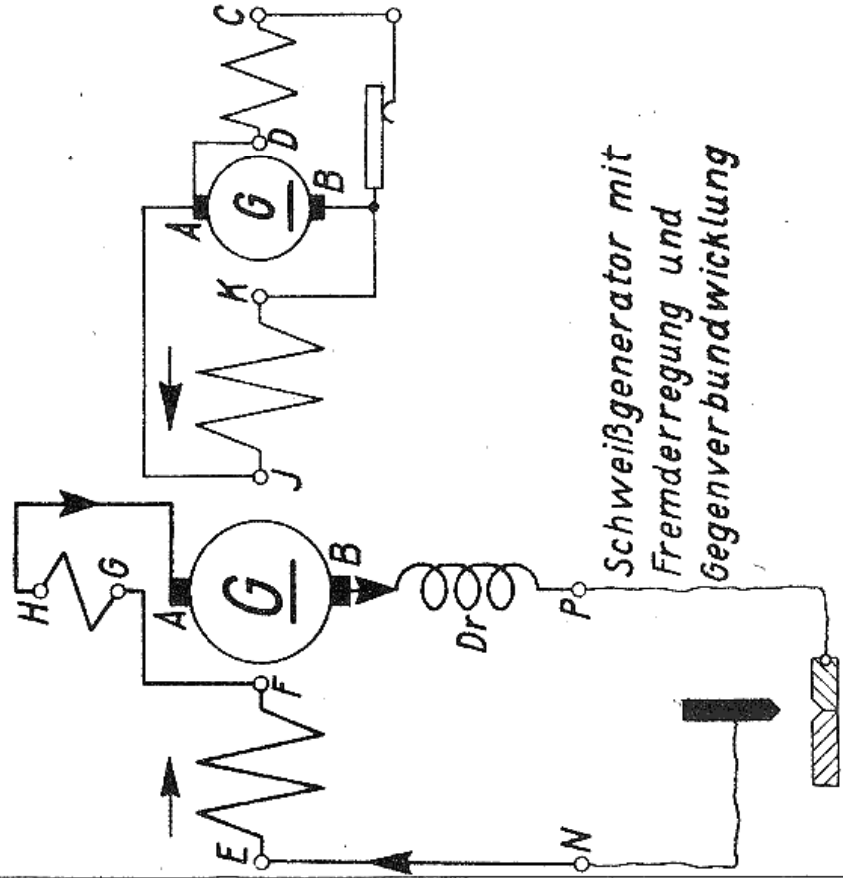 C
D
A
G
B
K
J
H
G
A
G
B
F
E
Dr
P
N
Schweißgenerator mit
Fremderregung und
Gegenverbundwicklung